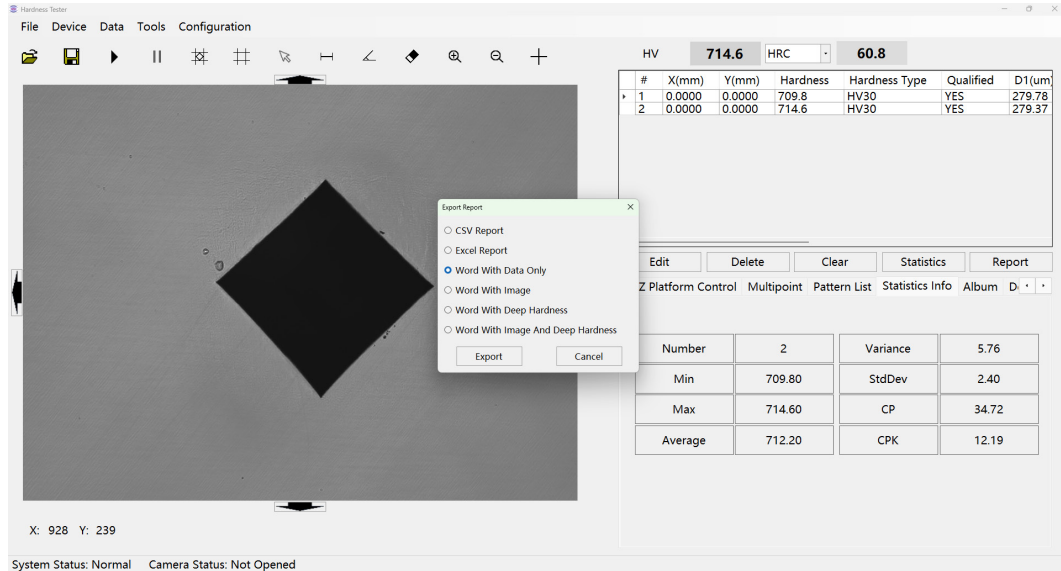 Hardness Tester
File Device Data Tools Configuration
HV 714.6 HRC 60.8
# X(mm) Y(mm) Hardness Hardness Type Qualified D1(um)
1 0.0000 0.0000 709.8 HV30 YES 279.78
2 0.0000 0.0000 714.6 HV30 YES 279.37
Export Report
CSV Report
Excel Report
Word With Data Only
Word With Image
Word With Deep Hardness
Word With Image And Deep Hardness
Export Cancel
Edit Delete Clear Statistics Report
Z Platform Control Multipoint Pattern List Statistics Info Album
Number 2 Variance 5.76
Min 709.80 StdDev 2.40
Max 714.60 CP 34.72
Average 712.20 CPK 12.19
X: 928 Y: 239
System Status: Normal Camera Status: Not Opened